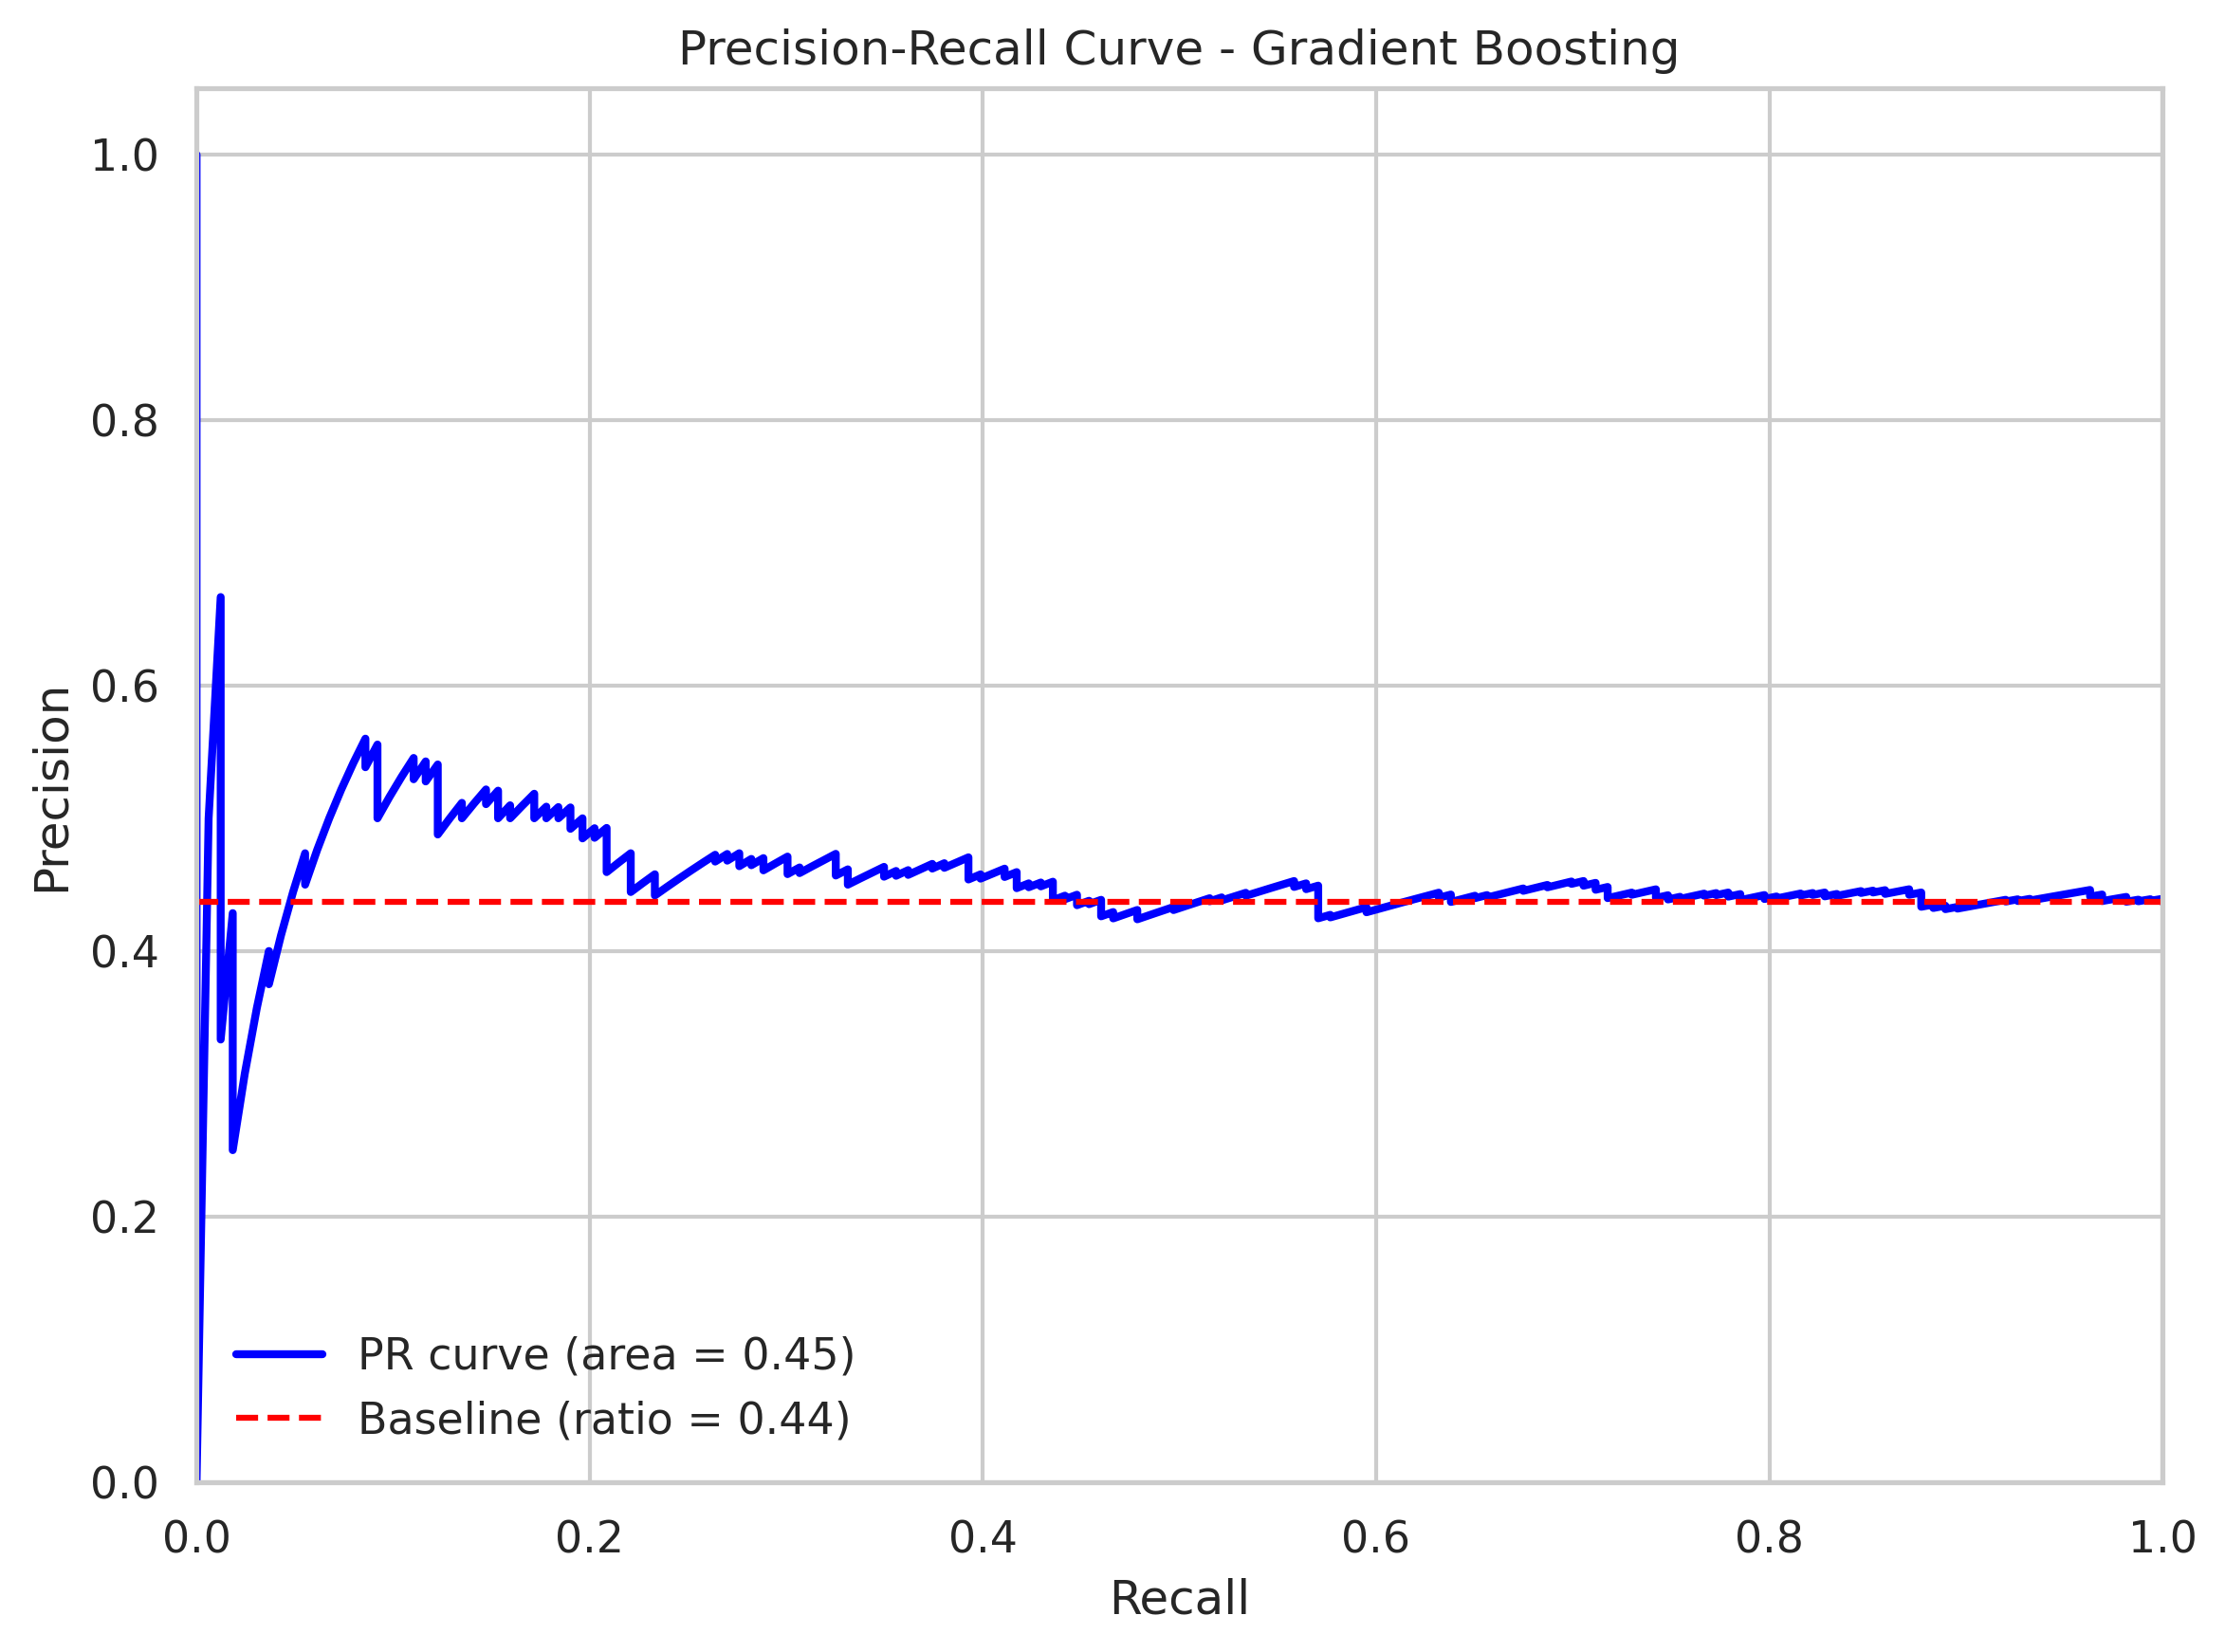 Precision-Recall Curve - Gradient Boosting
1.0
0.8
0.6
0.4
0.2
0.0
Precision
PR curve (area = 0.45)
Baseline (ratio = 0.44)
0.0 0.2 0.4 0.6 0.8 1.0
Recall